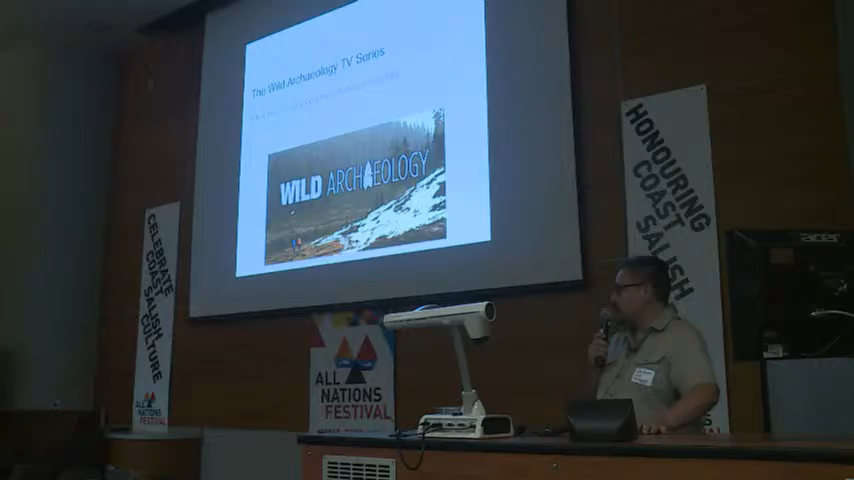 The Wild Archaeology TV Series
WILD ARCHAEOLOGY
CELEBRATE
COAST SALISH
CULTURE
ALL
NATIONS
FESTIVAL
ALL
NATIONS
FESTIVAL
HONOURING
COAST
SALISH
acer